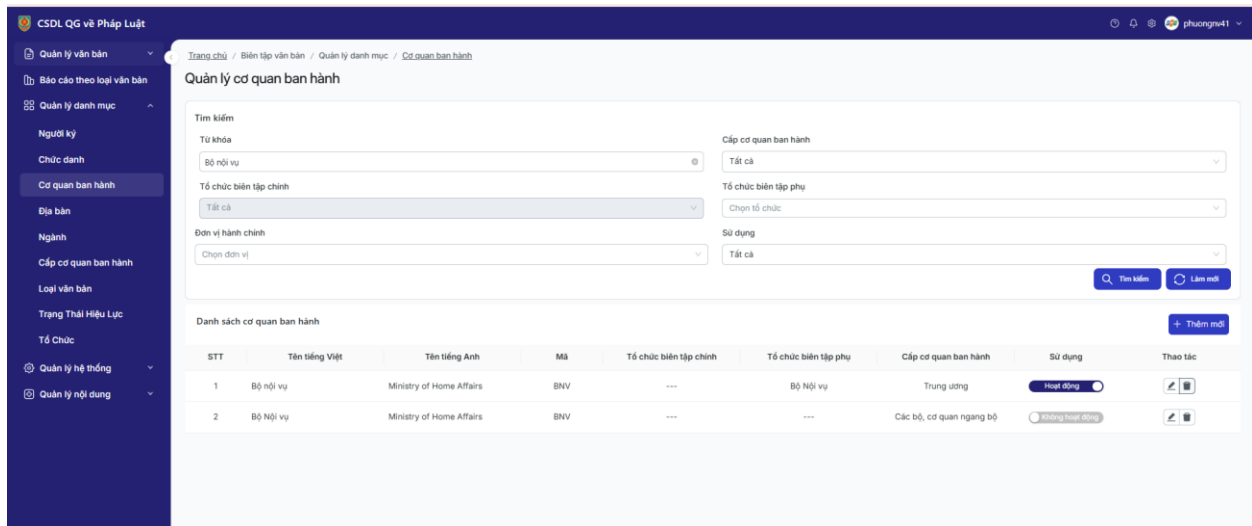 CSDL QG về Pháp Luật
phuongnv41
Quản lý văn bản
Báo cáo theo loại văn bản
Quản lý danh mục
Người ký
Chức danh
Cơ quan ban hành
Địa bàn
Ngành
Cấp cơ quan ban hành
Loại văn bản
Trạng Thái Hiệu Lực
Tổ Chức
Quản lý hệ thống
Quản lý nội dung
Trang chủ / Biên tập văn bản / Quản lý danh mục / Cơ quan ban hành
Quản lý cơ quan ban hành
Tìm kiếm
Từ khóa Cấp cơ quan ban hành
Bộ nội vụ Tất cả
Tổ chức biên tập chính Tổ chức biên tập phụ
Tất cả Chọn tổ chức
Đơn vị hành chính Sử dụng
Chọn đơn vị Tất cả
Tìm kiếm Làm mới
Danh sách cơ quan ban hành + Thêm mới
STT Tên tiếng Việt Tên tiếng Anh Mã Tổ chức biên tập chính Tổ chức biên tập phụ Cấp cơ quan ban hành Sử dụng Thao tác
1 Bộ nội vụ Ministry of Home Affairs BNV --- Bộ Nội vụ Trung ương Hoạt động
2 Bộ Nội vụ Ministry of Home Affairs BNV --- --- Các bộ, cơ quan ngang bộ Không hoạt động